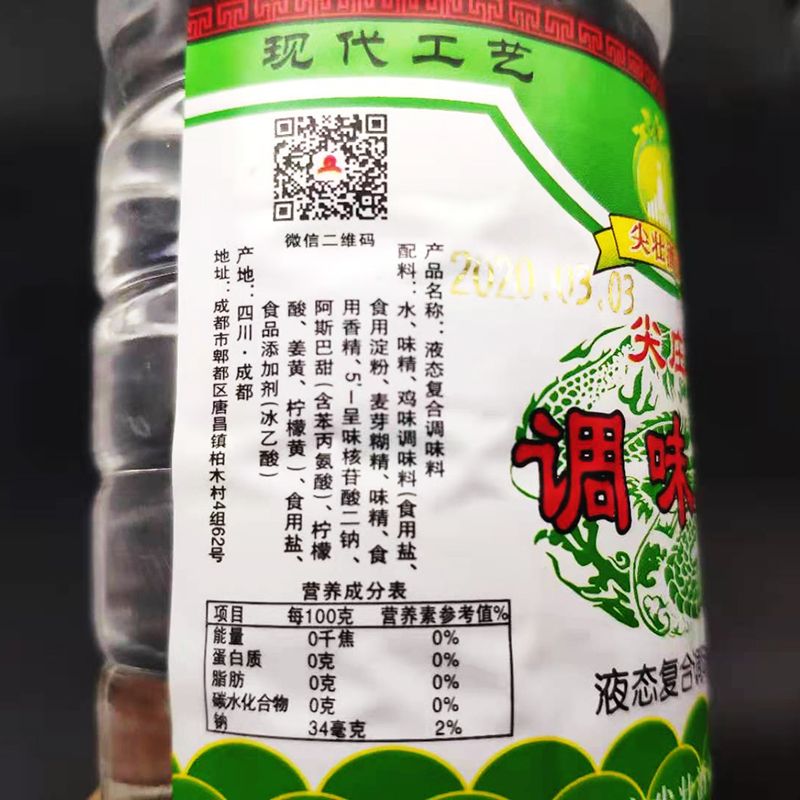 现代工艺
微信二维码
尖壮
2020.03.03
产品名称：液态复合调味料
配料：水、味精、鸡味调味料(食用盐、
食用淀粉、麦芽糊精、味精、食
用香精、5'一呈味核苷酸二钠、
阿斯巴甜(含苯丙氨酸)、柠檬
酸、姜黄、柠檬黄)、食用盐、
食品添加剂(冰乙酸)
产地：四川·成都
地址：成都市郫都区唐昌镇柏木村4组62号
尖庄
调味
液态复合调
营养成分表
项目 每100克 营养素参考值%
能量 0千焦 0%
蛋白质 0克 0%
脂肪 0克 0%
碳水化合物 0克 0%
钠 34毫克 2%